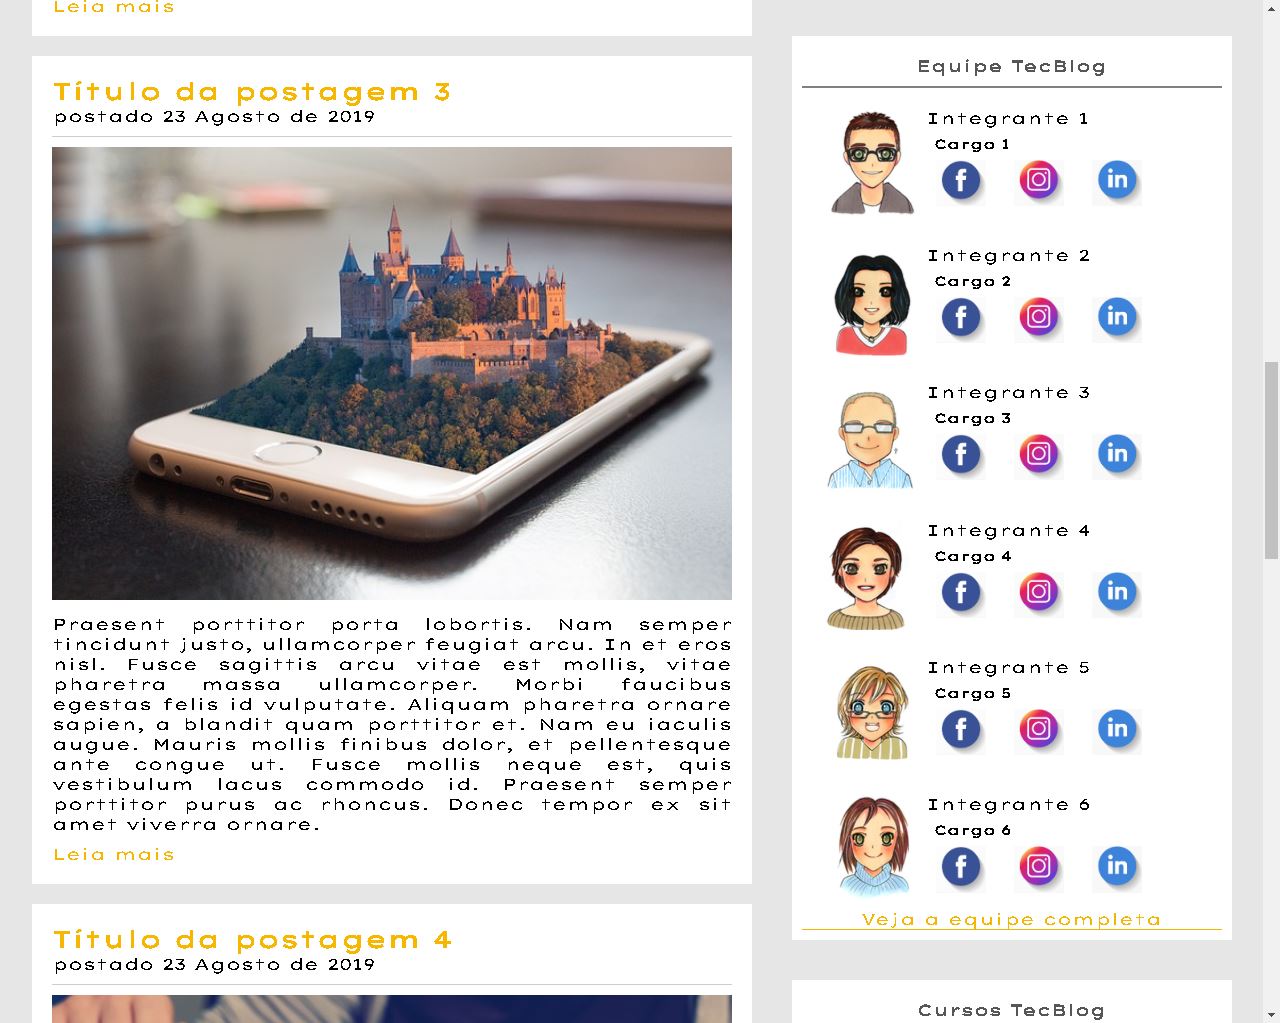 Leia mais
Título da postagem 3
postado 23 Agosto de 2019
Praesent porttitor porta lobortis. Nam semper
tincidunt justo, ullamcorper feugiat arcu. In et eros
nisl. Fusce sagittis arcu vitae est mollis, vitae
pharetra massa ullamcorper. Morbi faucibus
egestas felis id vulputate. Aliquam pharetra ornare
sapien, a blandit quam porttitor et. Nam eu iaculis
augue. Mauris mollis finibus dolor, et pellentesque
ante congue ut. Fusce mollis neque est, quis
vestibulum lacus commodo id. Praesent semper
porttitor purus ac rhoncus. Donec tempor ex sit
amet viverra ornare.
Leia mais
Título da postagem 4
postado 23 Agosto de 2019
Equipe TecBlog
Integrante 1
Cargo 1
f in
Integrante 2
Cargo 2
f in
Integrante 3
Cargo 3
f in
Integrante 4
Cargo 4
f in
Integrante 5
Cargo 5
f in
Integrante 6
Cargo 6
f in
Veja a equipe completa
Cursos TecBlog